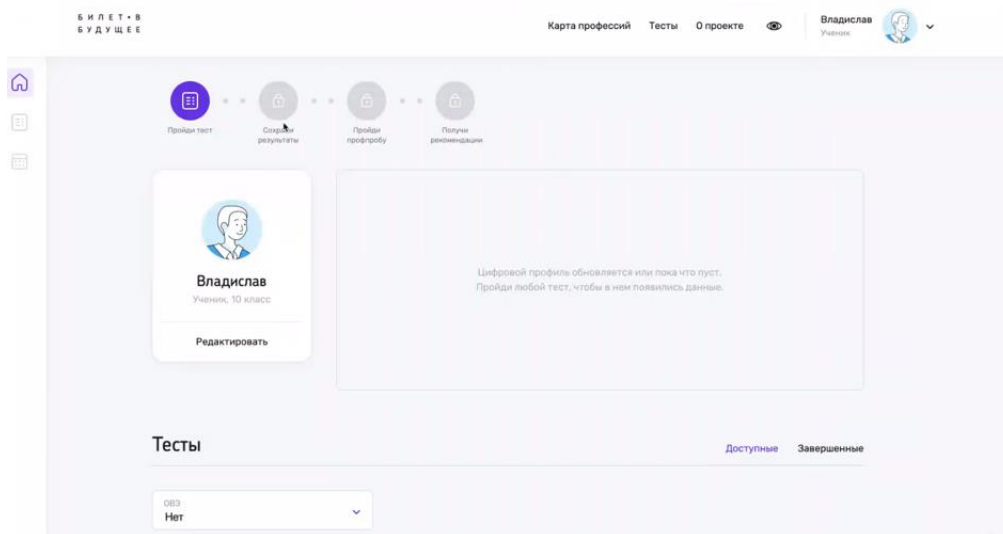 БИЛЕТ•В
БУДУЩЕЕ
Карта профессий Тесты О проекте
Владислав
Ученик
Пройди тест
Сохрани
результаты
Пройди
профпробу
Получи
рекомендации
Владислав
Ученик, 10 класс
Редактировать
Цифровой профиль обновляется или пока что пуст.
Пройди любой тест, чтобы в нем появились данные.
Тесты
Доступные Завершенные
ОВЗ
Нет